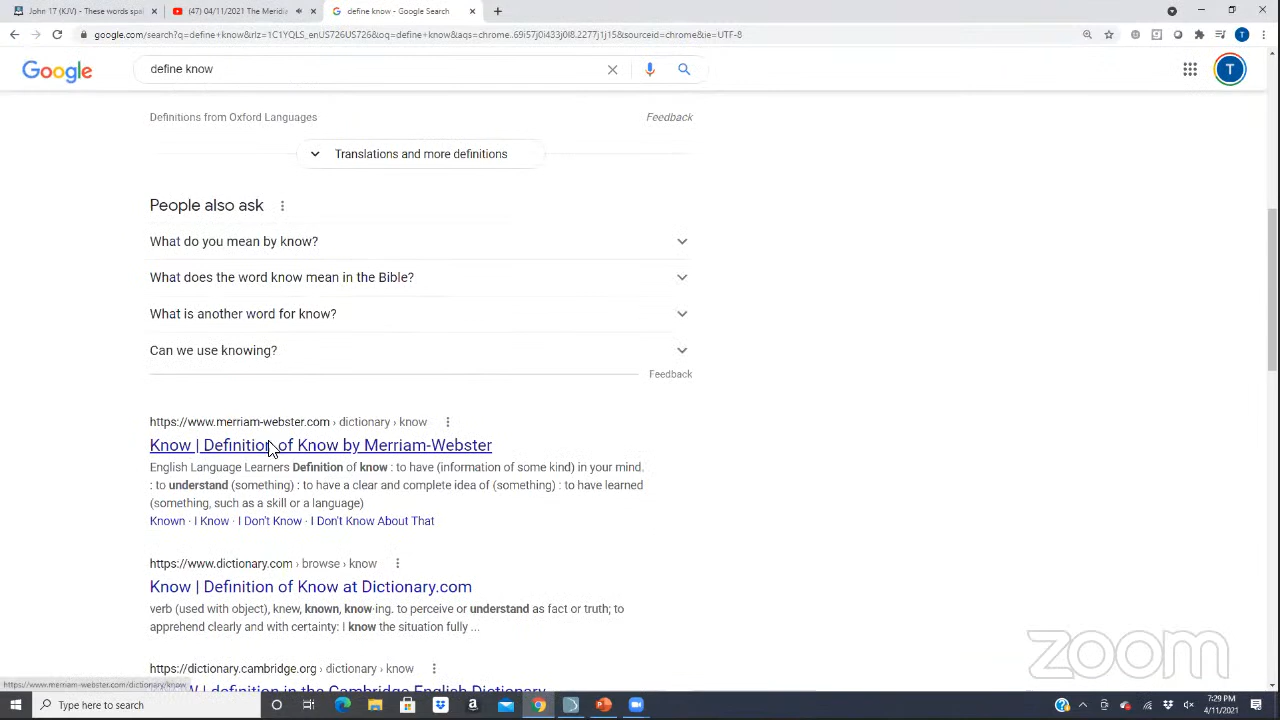 John 17 (KJV) - These words spa
(47) 04/11/2021 The Meridia
define know - Google Search
google.com/search?q=define+know&rlz=1C1YQLS_enUS726US726&oq=define+know&aqs=chrome..69i57j0i433j0l8.2277j1j15&sourceid=chrome&ie=UTF-8
Google
define know
T
Definitions from Oxford Languages
Feedback
Translations and more definitions
People also ask
What do you mean by know?
What does the word know mean in the Bible?
What is another word for know?
Can we use knowing?
Feedback
https://www.merriam-webster.com › dictionary › know
Know | Definition of Know by Merriam-Webster
English Language Learners Definition of know : to have (information of some kind) in your mind.
: to understand (something) : to have a clear and complete idea of (something) : to have learned
(something, such as a skill or a language)
Known · I Know · I Don't Know · I Don't Know About That
https://www.dictionary.com › browse › know
Know | Definition of Know at Dictionary.com
verb (used with object), knew, known, know·ing. to perceive or understand as fact or truth; to
apprehend clearly and with certainty: I know the situation fully ...
https://dictionary.cambridge.org › dictionary › know
| definition in the Cambridge English Dictionary
https://www.merriam-webster.com/dictionary/know
zoom
Type here to search
7:29 PM
4/11/2021